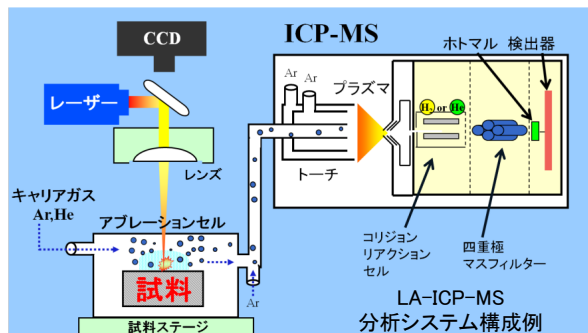 CCD
ICP-MS
ホトマル 検出器
Ar
Ar
プラズマ
レーザー
H₂ or He
レンズ
トーチ
キャリアガス
Ar,He
アブレーションセル
コリジョン
リアクション
セル
四重極
マスフィルター
試料
Ar
試料ステージ
LA-ICP-MS
分析システム構成例